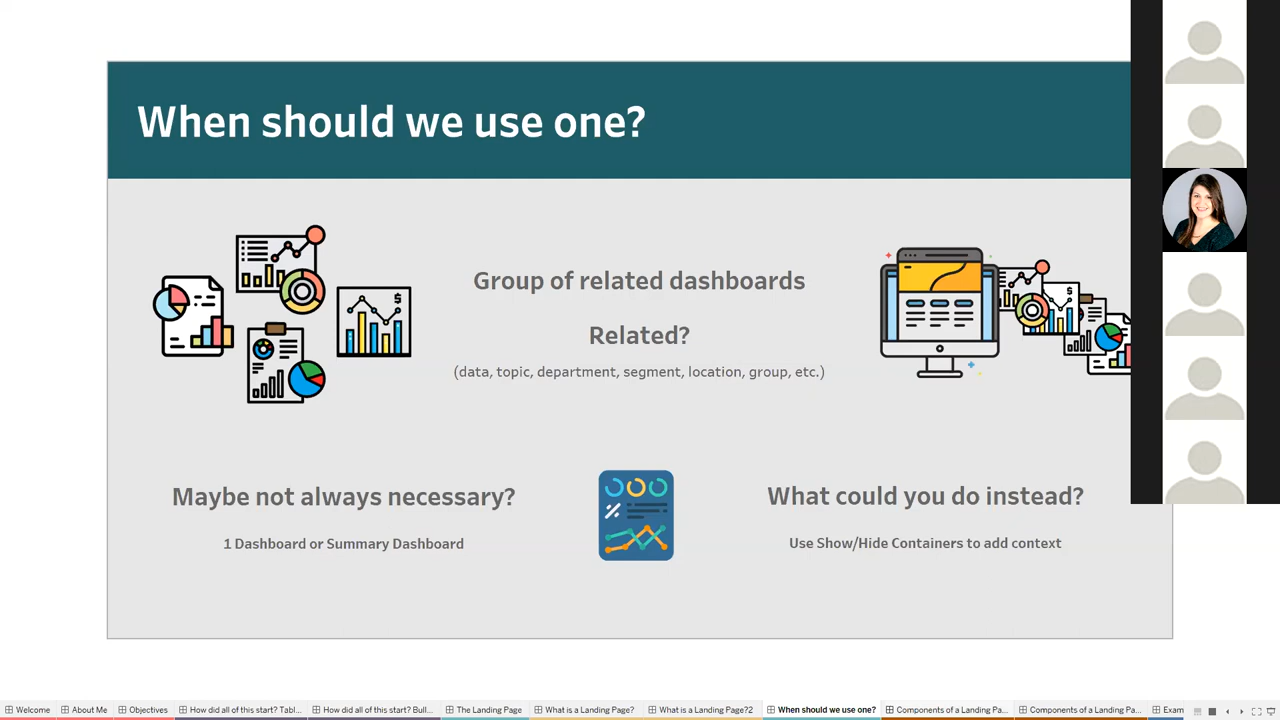 When should we use one?
Group of related dashboards
Related?
(data, topic, department, segment, location, group, etc.)
Maybe not always necessary?
1 Dashboard or Summary Dashboard
What could you do instead?
Use Show/Hide Containers to add context
$
%
Welcome
About Me
Objectives
How did all of this start? Tabl...
How did all of this start? Bull...
The Landing Page
What is a Landing Page?
What is a Landing Page?2
When should we use one?
Components of a Landing Pa...
Components of a Landing Pa...
Exam